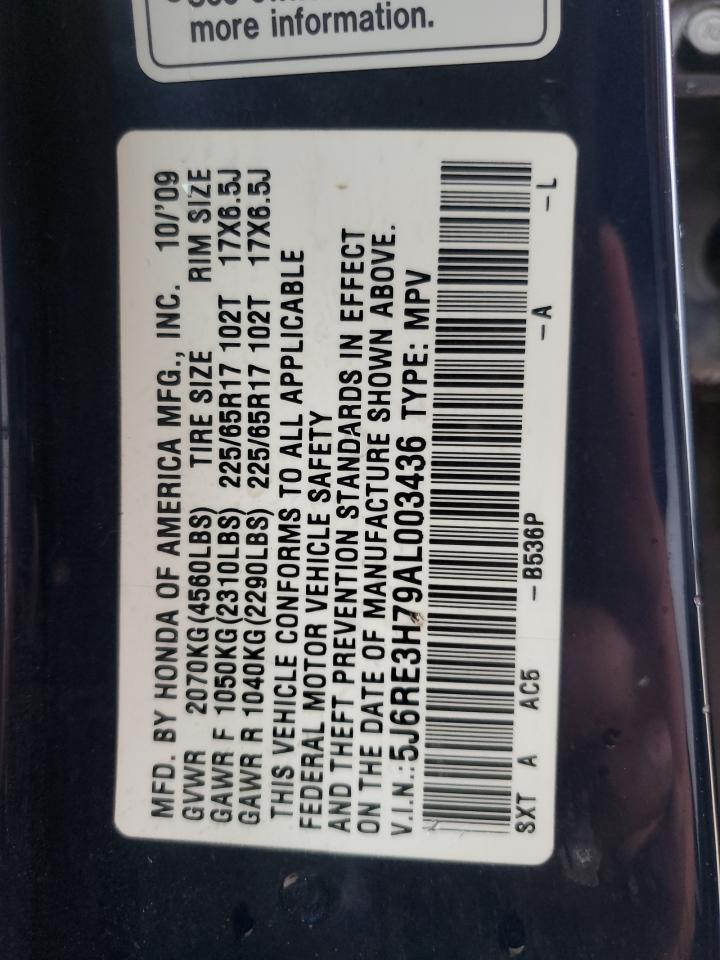 more information.
MFD. BY HONDA OF AMERICA MFG., INC. 10/'09
GVWR 2070KG(4560LBS) TIRE SIZE RIM SIZE
GAWR F 1050KG(2310LBS) 225/65R17 102T 17X6.5J
GAWR R 1040KG(2290LBS) 225/65R17 102T 17X6.5J
THIS VEHICLE CONFORMS TO ALL APPLICABLE
FEDERAL MOTOR VEHICLE SAFETY
AND THEFT PREVENTION STANDARDS IN EFFECT
ON THE DATE OF MANUFACTURE SHOWN ABOVE.
V.I.N.:5J6RE3H79AL003436 TYPE: MPV
SXT A AC5 -B536P -A -L